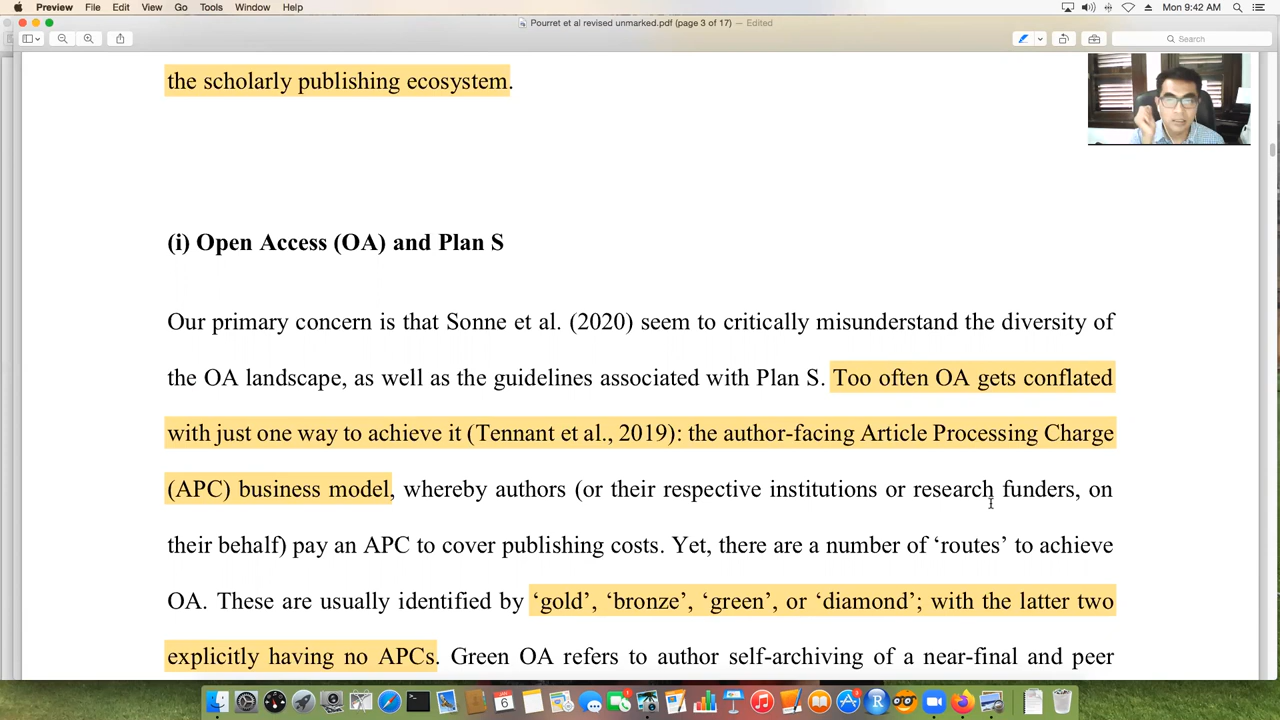 Preview File Edit View Go Tools Window Help
Mon 9:42 AM
Pourret et al revised unmarked.pdf (page 3 of 17) — Edited
Search
the scholarly publishing ecosystem.
(i) Open Access (OA) and Plan S
Our primary concern is that Sonne et al. (2020) seem to critically misunderstand the diversity of
the OA landscape, as well as the guidelines associated with Plan S. Too often OA gets conflated
with just one way to achieve it (Tennant et al., 2019): the author-facing Article Processing Charge
(APC) business model, whereby authors (or their respective institutions or research funders, on
their behalf) pay an APC to cover publishing costs. Yet, there are a number of ‘routes’ to achieve
OA. These are usually identified by ‘gold’, ‘bronze’, ‘green’, or ‘diamond’; with the latter two
explicitly having no APCs. Green OA refers to author self-archiving of a near-final and peer